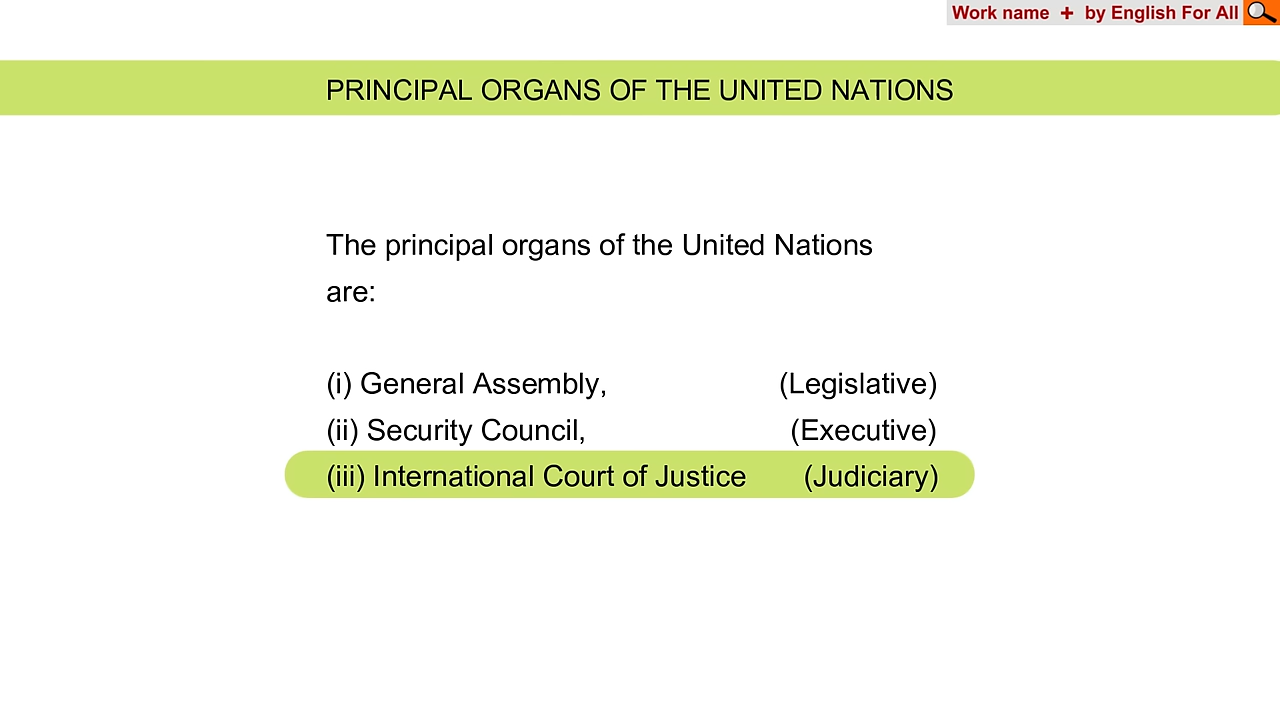 Work name + by English For All
PRINCIPAL ORGANS OF THE UNITED NATIONS
The principal organs of the United Nations
are:
(i) General Assembly, (Legislative)
(ii) Security Council, (Executive)
(iii) International Court of Justice (Judiciary)